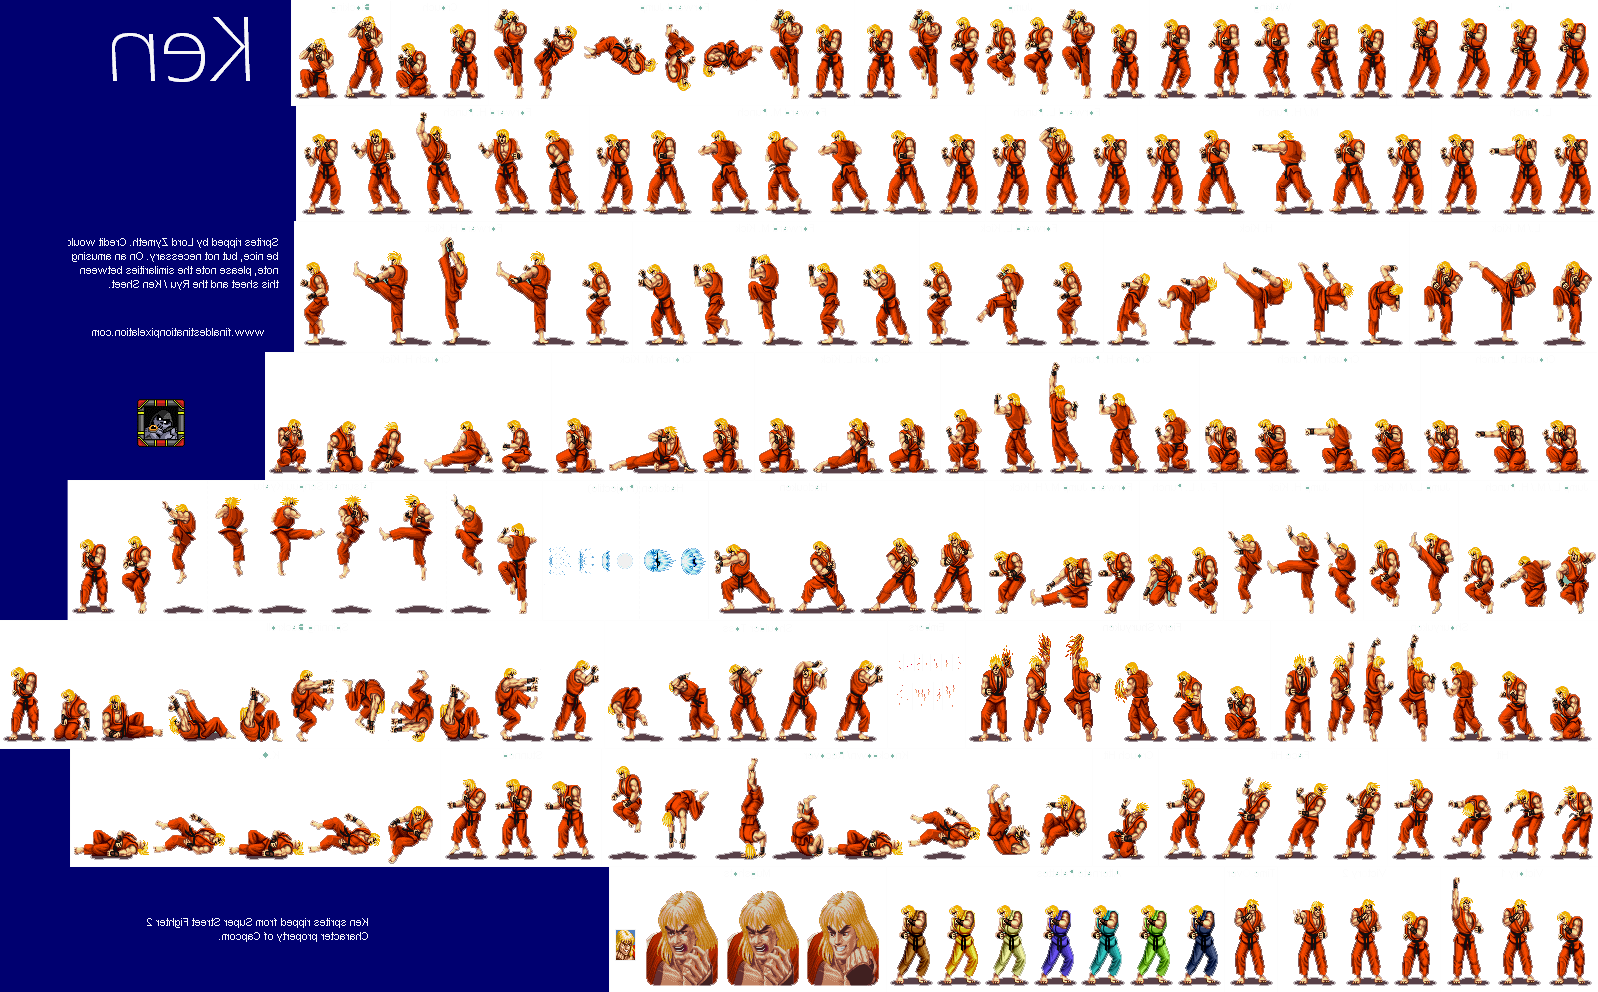 Ken
Sprites ripped by Lord Zymeth. Credit would
be nice, but not necessary. On an amusing
note, please note the similarities between
this sheet and the Ryu / Ken Sheet.
www.finaldestinationpixelation.com
Ken sprites ripped from Super Street Fighter 2
Character property of Capcom.